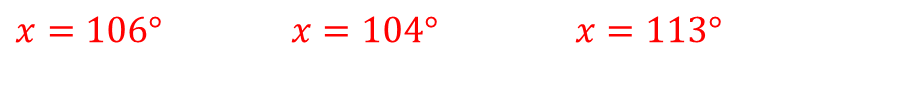 x = 106° x = 104° x = 113°